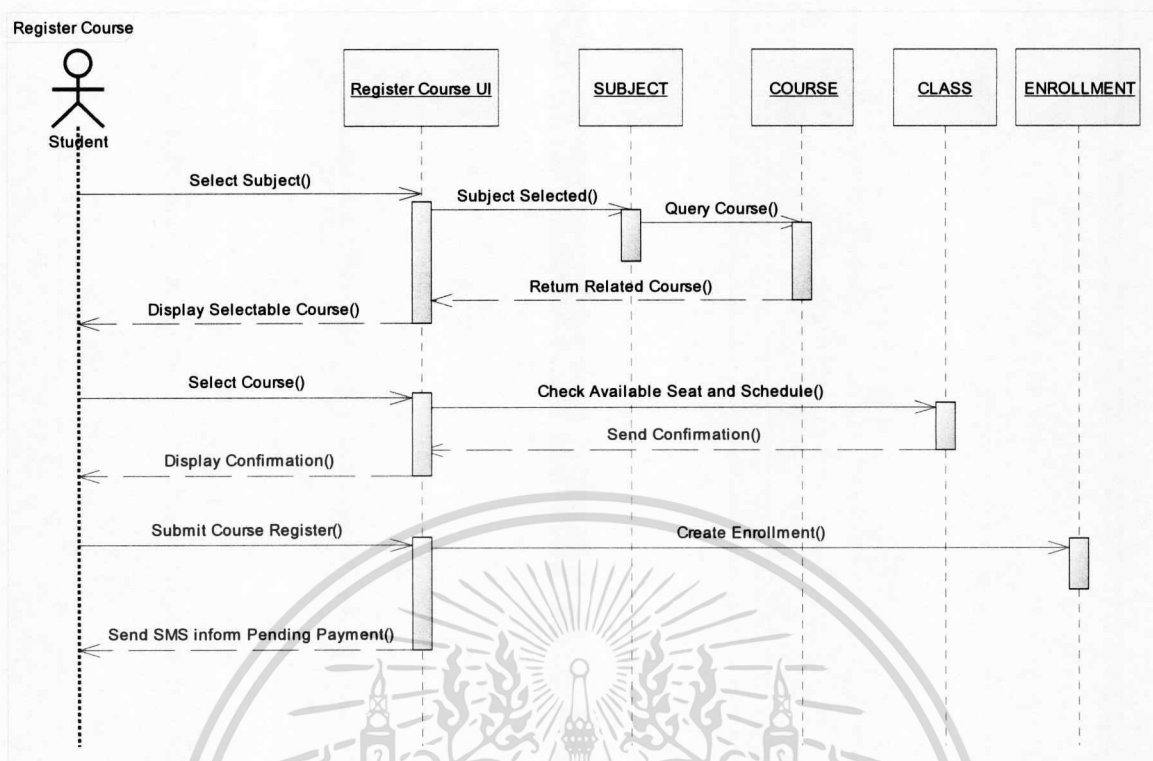 Register Course
Student
Register Course UI
SUBJECT
COURSE
CLASS
ENROLLMENT
Select Subject()
Subject Selected()
Query Course()
Return Related Course()
Display Selectable Course()
Select Course()
Check Available Seat and Schedule()
Send Confirmation()
Display Confirmation()
Submit Course Register()
Create Enrollment()
Send SMS inform Pending Payment()